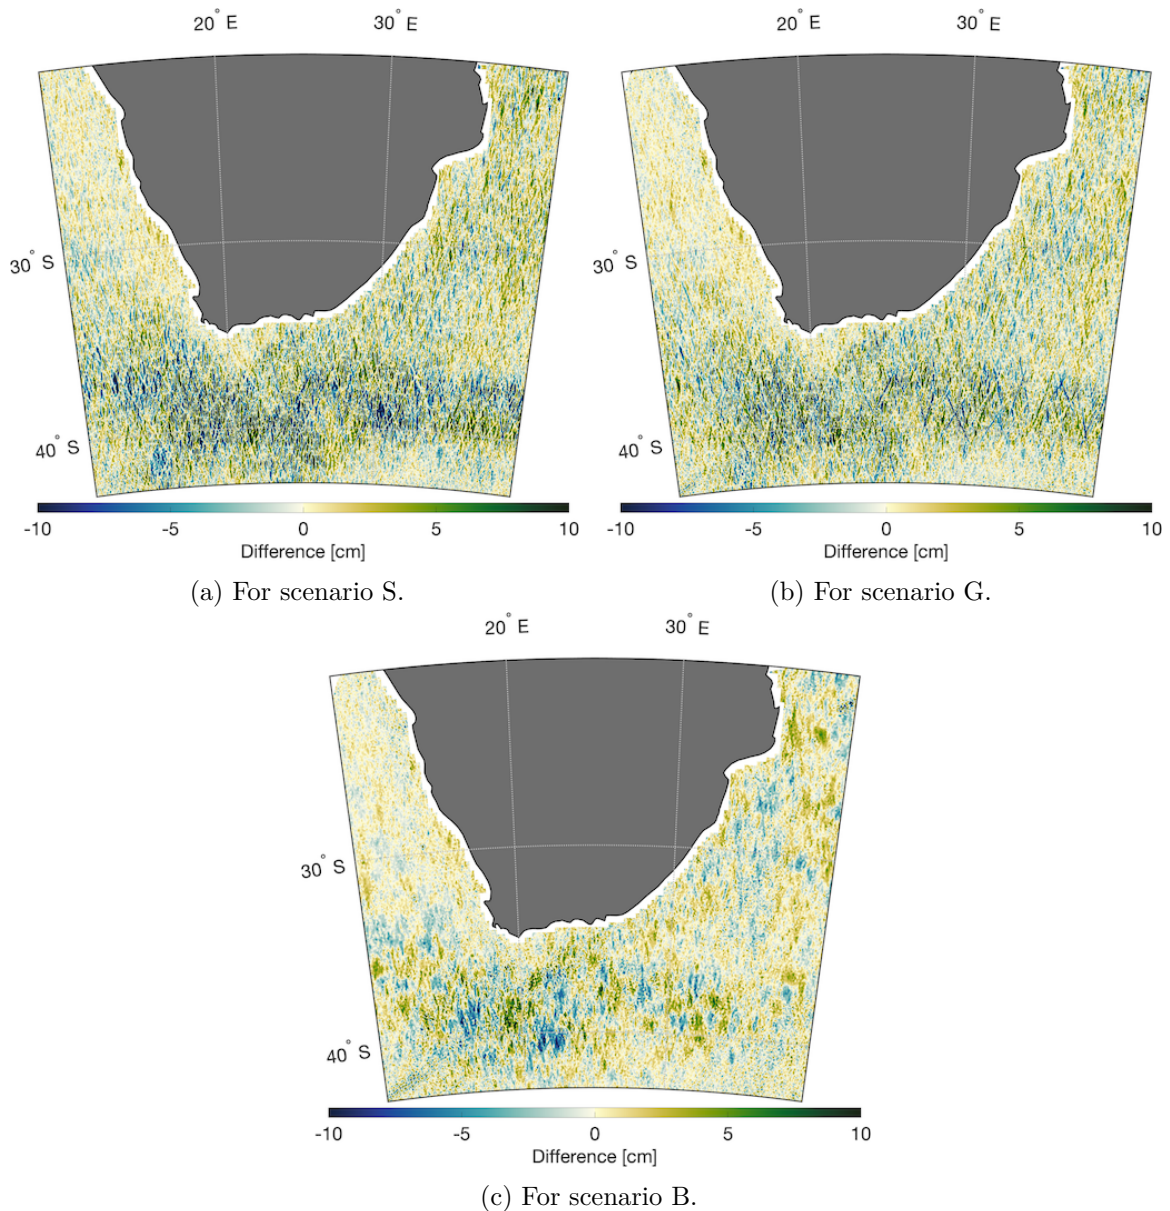 20° E 30° E 20° E 30° E
30° S 30° S
40° S 40° S
-10 -5 0 5 10 -10 -5 0 5 10
Difference [cm] Difference [cm]
(a) For scenario S. (b) For scenario G.
20° E 30° E
30° S
40° S
-10 -5 0 5 10
Difference [cm]
(c) For scenario B.